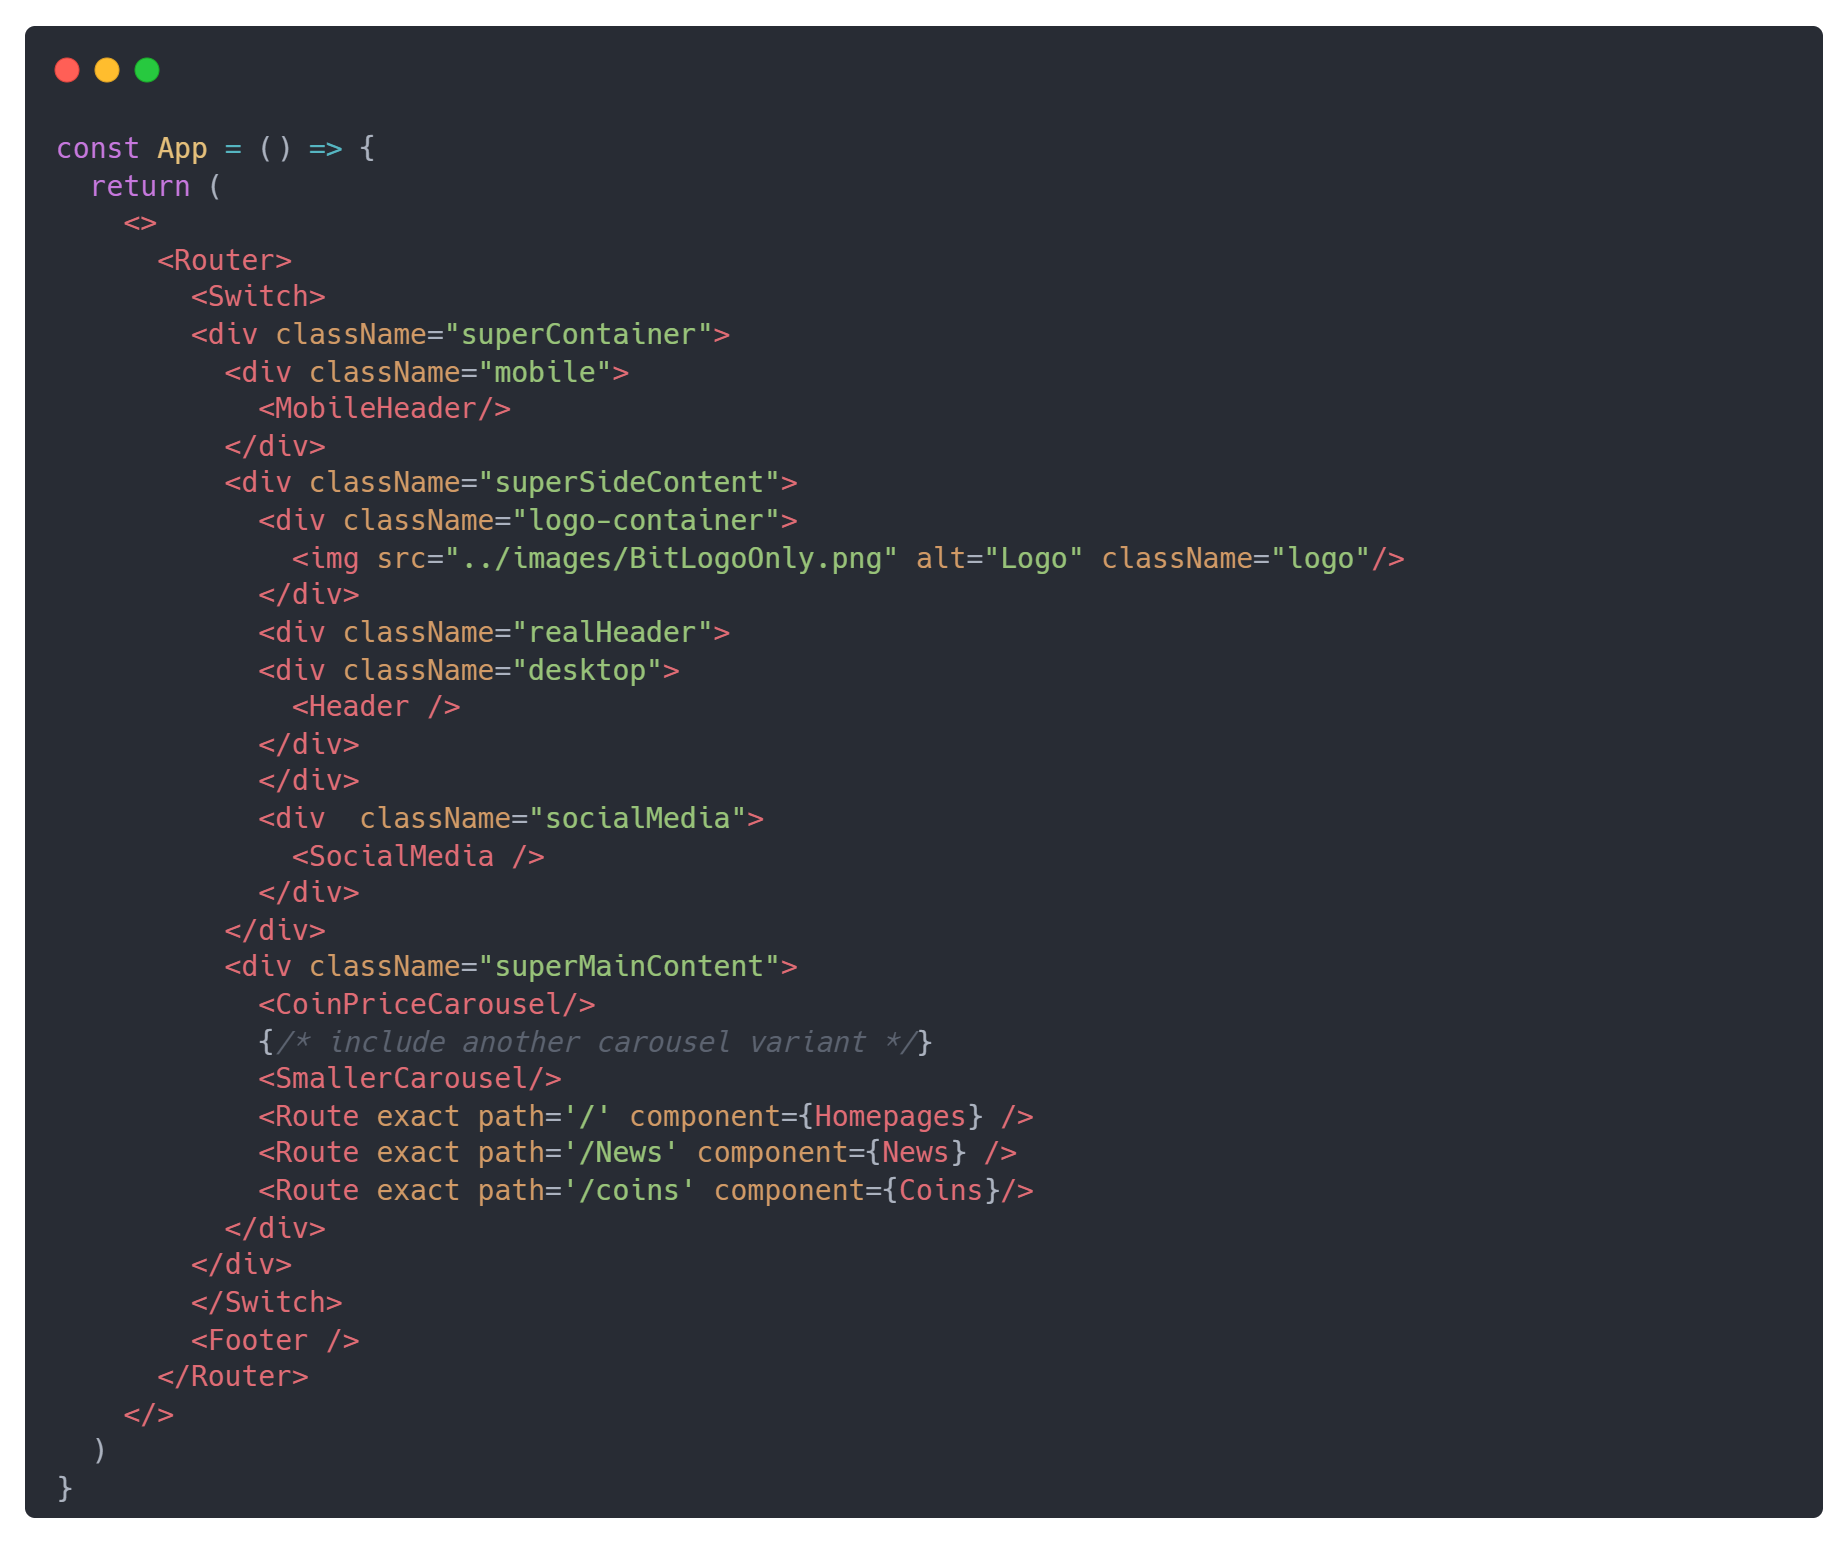 const App = () => {
  return (
    <>
      <Router>
        <Switch>
        <div className="superContainer">
          <div className="mobile">
            <MobileHeader/>
          </div>
          <div className="superSideContent">
            <div className="logo-container">
              <img src="../images/BitLogoOnly.png" alt="Logo" className="logo"/>
            </div>
            <div className="realHeader">
            <div className="desktop">
              <Header />
            </div>
            </div>
            <div  className="socialMedia">
              <SocialMedia />
            </div>
          </div>
          <div className="superMainContent">
            <CoinPriceCarousel/>
            {/* include another carousel variant */}
            <SmallerCarousel/>
            <Route exact path='/' component={Homepages} />
            <Route exact path='/News' component={News} />
            <Route exact path='/coins' component={Coins}/>
          </div>
        </div>
        </Switch>
        <Footer />
      </Router>
    </>
  )
}